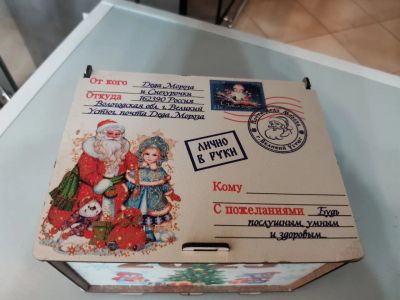 От кого Деда Мороза
и Снегурочки
Откуда 162390 Россия
Вологодская обл. г. Великий
Устюг, почта Деда Мороза
ЛИЧНО
В РУКИ
Кому
С пожеланиями Будь
послушным, умным
и здоровым...